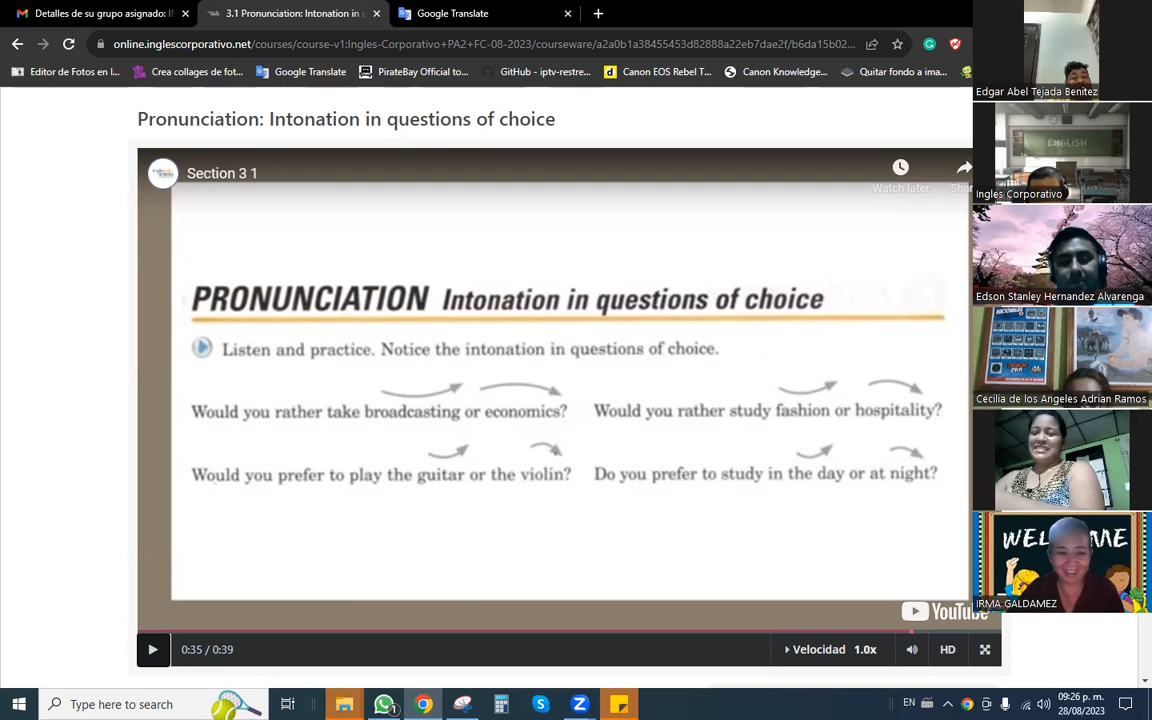 Detalles de su grupo asignado: I
3.1 Pronunciation: Intonation in c
Google Translate
online.inglescorporativo.net/courses/course-v1:Ingles-Corporativo+PA2+FC-08-2023/courseware/a2a0b1a38455453d82888a22eb7dae2f/b6da15b02...
Editor de Fotos en l...
Crea collages de fot...
Google Translate
PirateBay Official to...
GitHub - iptv-restre...
Canon EOS Rebel T...
Canon Knowledge...
Quitar fondo a ima...
Pronunciation: Intonation in questions of choice
Section 3 1
Watch later
Shar
PRONUNCIATION Intonation in questions of choice
Listen and practice. Notice the intonation in questions of choice.
Would you rather take broadcasting or economics?
Would you rather study fashion or hospitality?
Would you prefer to play the guitar or the violin?
Do you prefer to study in the day or at night?
YouTube
0:35 / 0:39
Velocidad 1.0x
HD
Edgar Abel Tejada Benitez
ENGLISH
Ingles Corporativo
Edson Stanley Hernandez Alvarenga
Cecilia de los Angeles Adrian Ramos
WELCOME
IRMA GALDAMEZ
Type here to search
1
EN
09:26 p. m.
28/08/2023